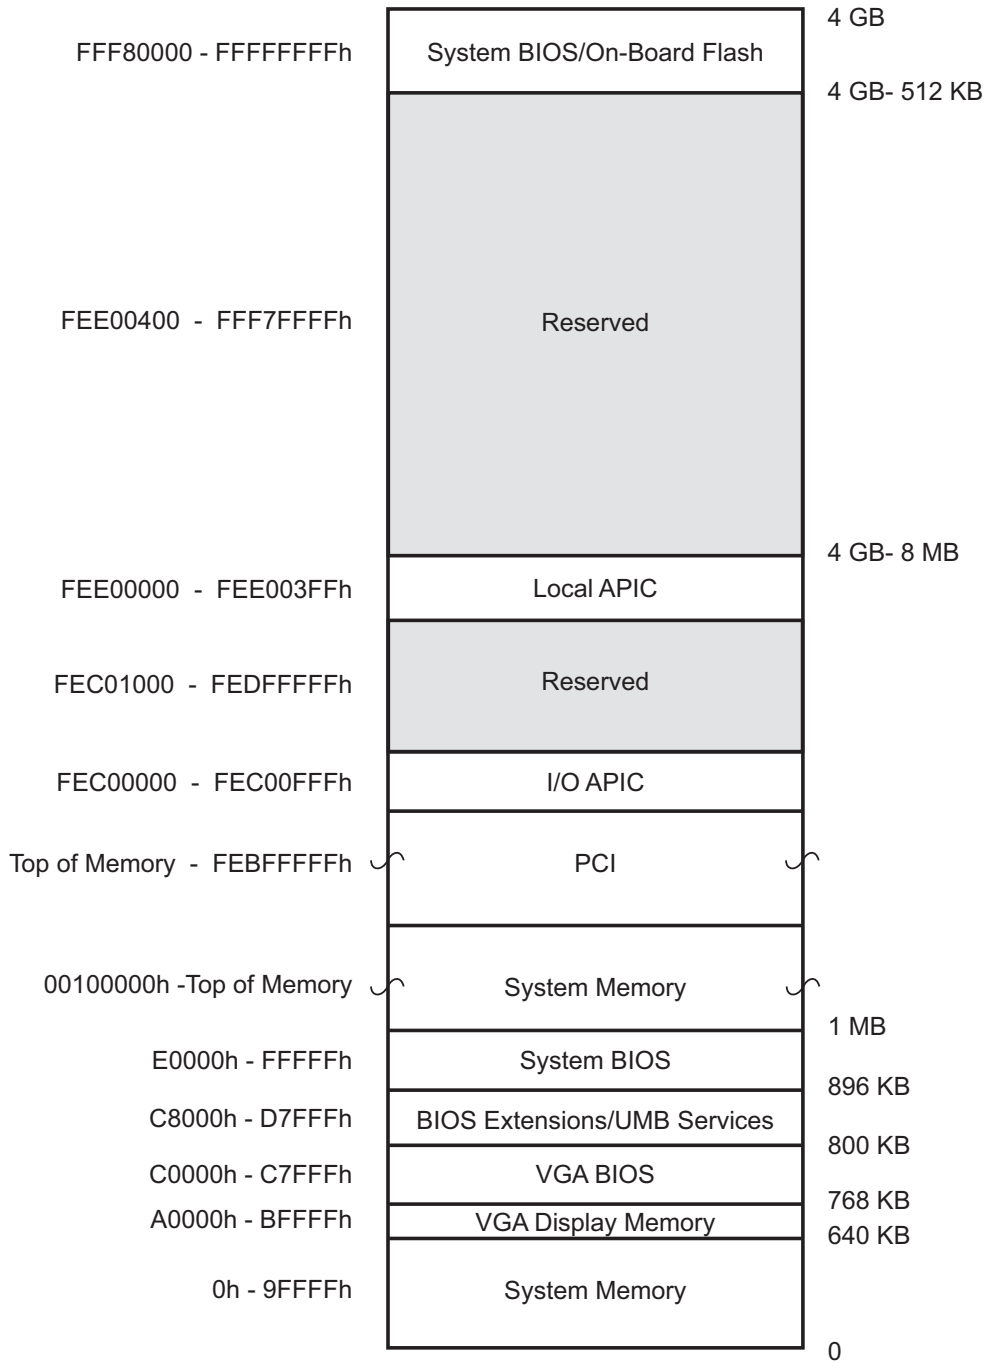 4 GB
FFF80000 - FFFFFFFFh System BIOS/On-Board Flash
4 GB- 512 KB
FEE00400 - FFF7FFFFh Reserved
4 GB- 8 MB
FEE00000 - FEE003FFh Local APIC
FEC01000 - FEDFFFFFh Reserved
FEC00000 - FEC00FFFh I/O APIC
Top of Memory - FEBFFFFFh PCI
00100000h -Top of Memory System Memory
1 MB
E0000h - FFFFFh System BIOS
896 KB
C8000h - D7FFFh BIOS Extensions/UMB Services
800 KB
C0000h - C7FFFh VGA BIOS
768 KB
A0000h - BFFFFh VGA Display Memory
640 KB
0h - 9FFFFh System Memory
0